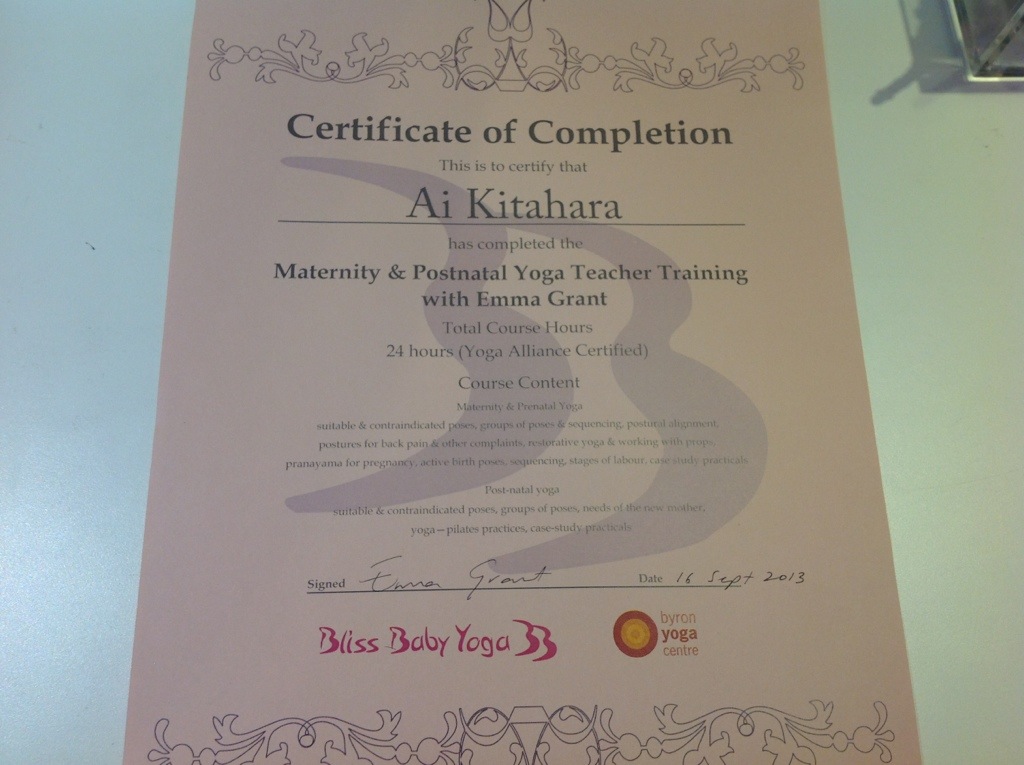 Certificate of Completion
This is to certify that
Ai Kitahara
has completed the
Maternity & Postnatal Yoga Teacher Training
with Emma Grant
Total Course Hours
24 hours (Yoga Alliance Certified)
Course Content
Maternity & Prenatal Yoga
suitable & contraindicated poses, groups of poses & sequencing, postural alignment,
postures for back pain & other complaints, restorative yoga & working with props,
pranayama for pregnancy, active birth poses, sequencing, stages of labour, case study practicals
Post-natal yoga
suitable & contraindicated poses, groups of poses, needs of the new mother,
yoga—pilates practices, case-study practicals
Signed Emma Grant Date 16 Sept 2013
Bliss Baby Yoga
byron
yoga
centre